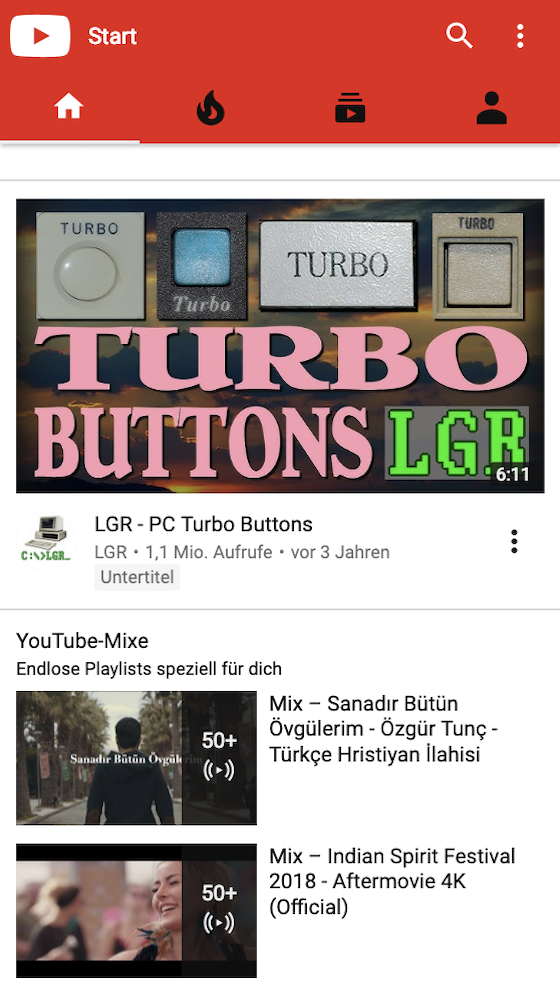 Start
TURBO
Turbo
TURBO
TURBO
TURBO
BUTTONS LGR
6:11
LGR - PC Turbo Buttons
C:\>LGR_
LGR • 1,1 Mio. Aufrufe • vor 3 Jahren
Untertitel
YouTube-Mixe
Endlose Playlists speziell für dich
Mix – Sanadır Bütün
Övgülerim - Özgür Tunç -
Türkçe Hristiyan İlahisi
50+
Sanadır Bütün Övgülerim
Mix – Indian Spirit Festival
2018 - Aftermovie 4K
(Official)
50+